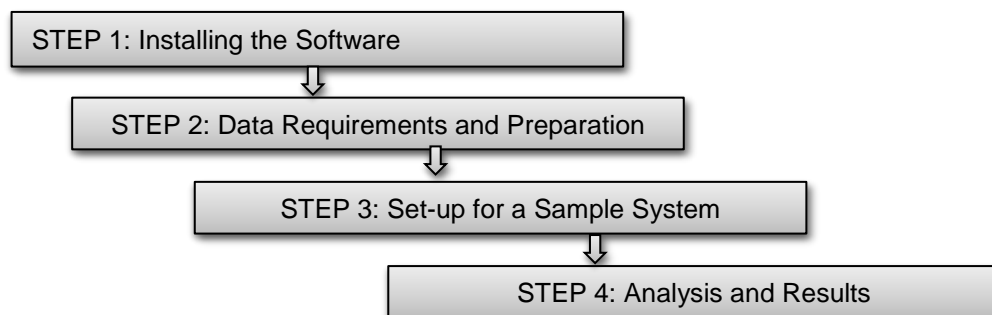 STEP 1: Installing the Software
STEP 2: Data Requirements and Preparation
STEP 3: Set-up for a Sample System
STEP 4: Analysis and Results